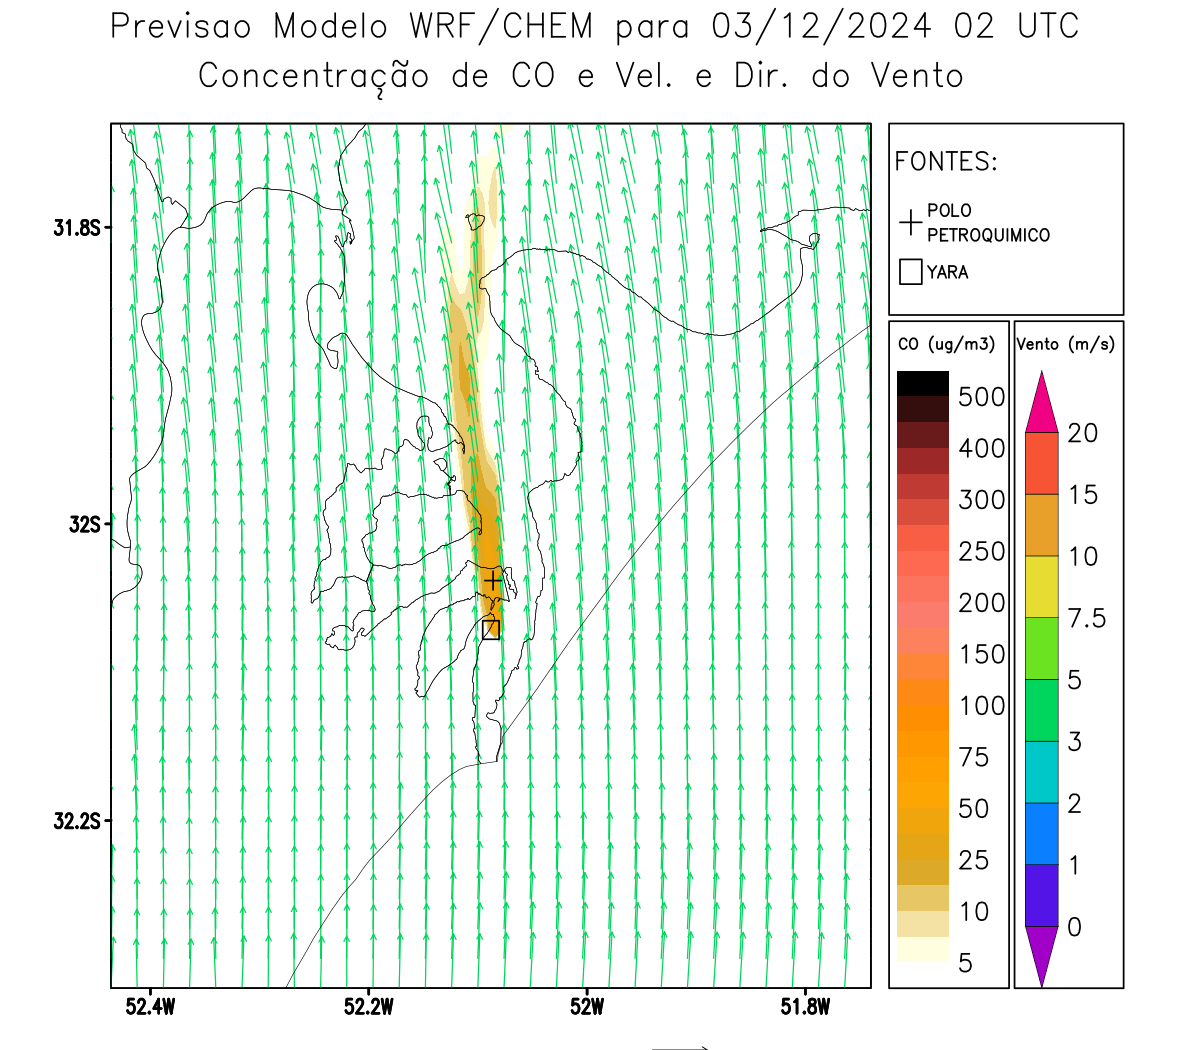 Previsao Modelo WRF/CHEM para 03/12/2024 02 UTC
Concentração de CO e Vel. e Dir. do Vento
FONTES:
POLO
PETROQUIMICO
YARA
31.8S
32S
32.2S
52.4W
52.2W
52W
51.8W
CO (ug/m3)
500
400
300
250
200
150
100
75
50
25
10
5
Vento (m/s)
20
15
10
7.5
5
3
2
1
0